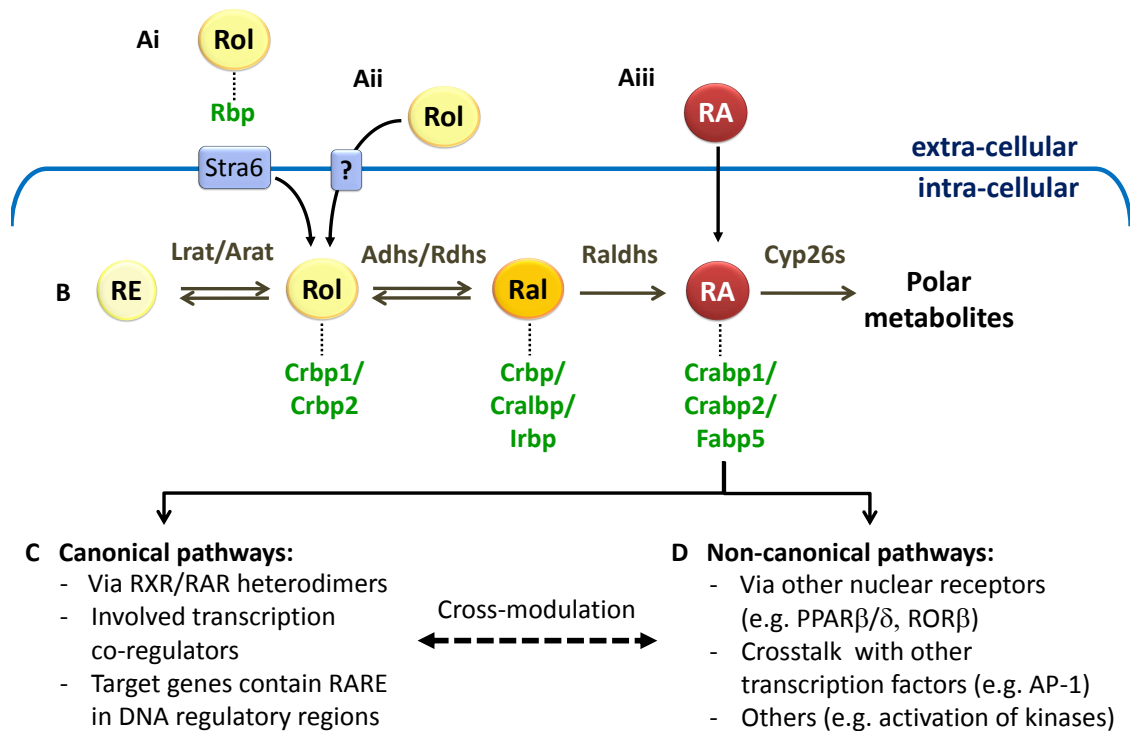 Ai
Rol
Rbp
Aii
Rol
Aiii
RA
extra-cellular
intra-cellular
Stra6
?
B
RE
Lrat/Arat
Rol
Adhs/Rdhs
Ral
Raldhs
RA
Cyp26s
Polar
metabolites
Crbp1/
Crbp2
Crbp/
Cralbp/
Irbp
Crabp1/
Crabp2/
Fabp5
C Canonical pathways:
- Via RXR/RAR heterodimers
- Involved transcription
co-regulators
- Target genes contain RARE
in DNA regulatory regions
Cross-modulation
D Non-canonical pathways:
- Via other nuclear receptors
(e.g. PPARβ/δ, RORβ)
- Crosstalk with other
transcription factors (e.g. AP-1)
- Others (e.g. activation of kinases)